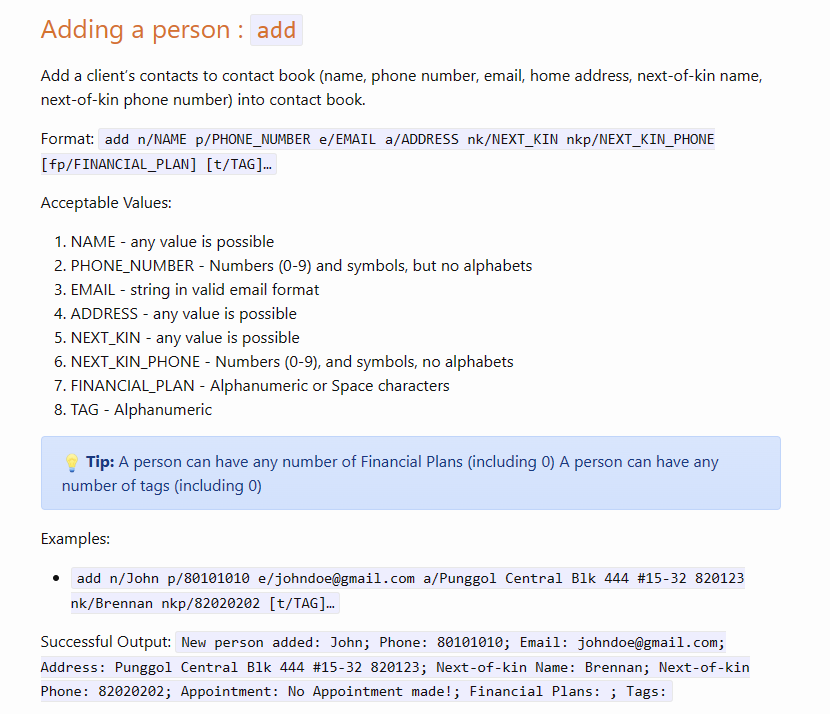 Adding a person : add
Add a client's contacts to contact book (name, phone number, email, home address, next-of-kin name,
next-of-kin phone number) into contact book.
Format: add n/NAME p/PHONE_NUMBER e/EMAIL a/ADDRESS nk/NEXT_KIN nkp/NEXT_KIN_PHONE
[fp/FINANCIAL_PLAN] [t/TAG]…
Acceptable Values:
1. NAME - any value is possible
2. PHONE_NUMBER - Numbers (0-9) and symbols, but no alphabets
3. EMAIL - string in valid email format
4. ADDRESS - any value is possible
5. NEXT_KIN - any value is possible
6. NEXT_KIN_PHONE - Numbers (0-9), and symbols, no alphabets
7. FINANCIAL_PLAN - Alphanumeric or Space characters
8. TAG - Alphanumeric
💡 Tip: A person can have any number of Financial Plans (including 0) A person can have any
number of tags (including 0)
Examples:
• add n/John p/80101010 e/johndoe@gmail.com a/Punggol Central Blk 444 #15-32 820123
nk/Brennan nkp/82020202 [t/TAG]…
Successful Output: New person added: John; Phone: 80101010; Email: johndoe@gmail.com;
Address: Punggol Central Blk 444 #15-32 820123; Next-of-kin Name: Brennan; Next-of-kin
Phone: 82020202; Appointment: No Appointment made!; Financial Plans: ; Tags: